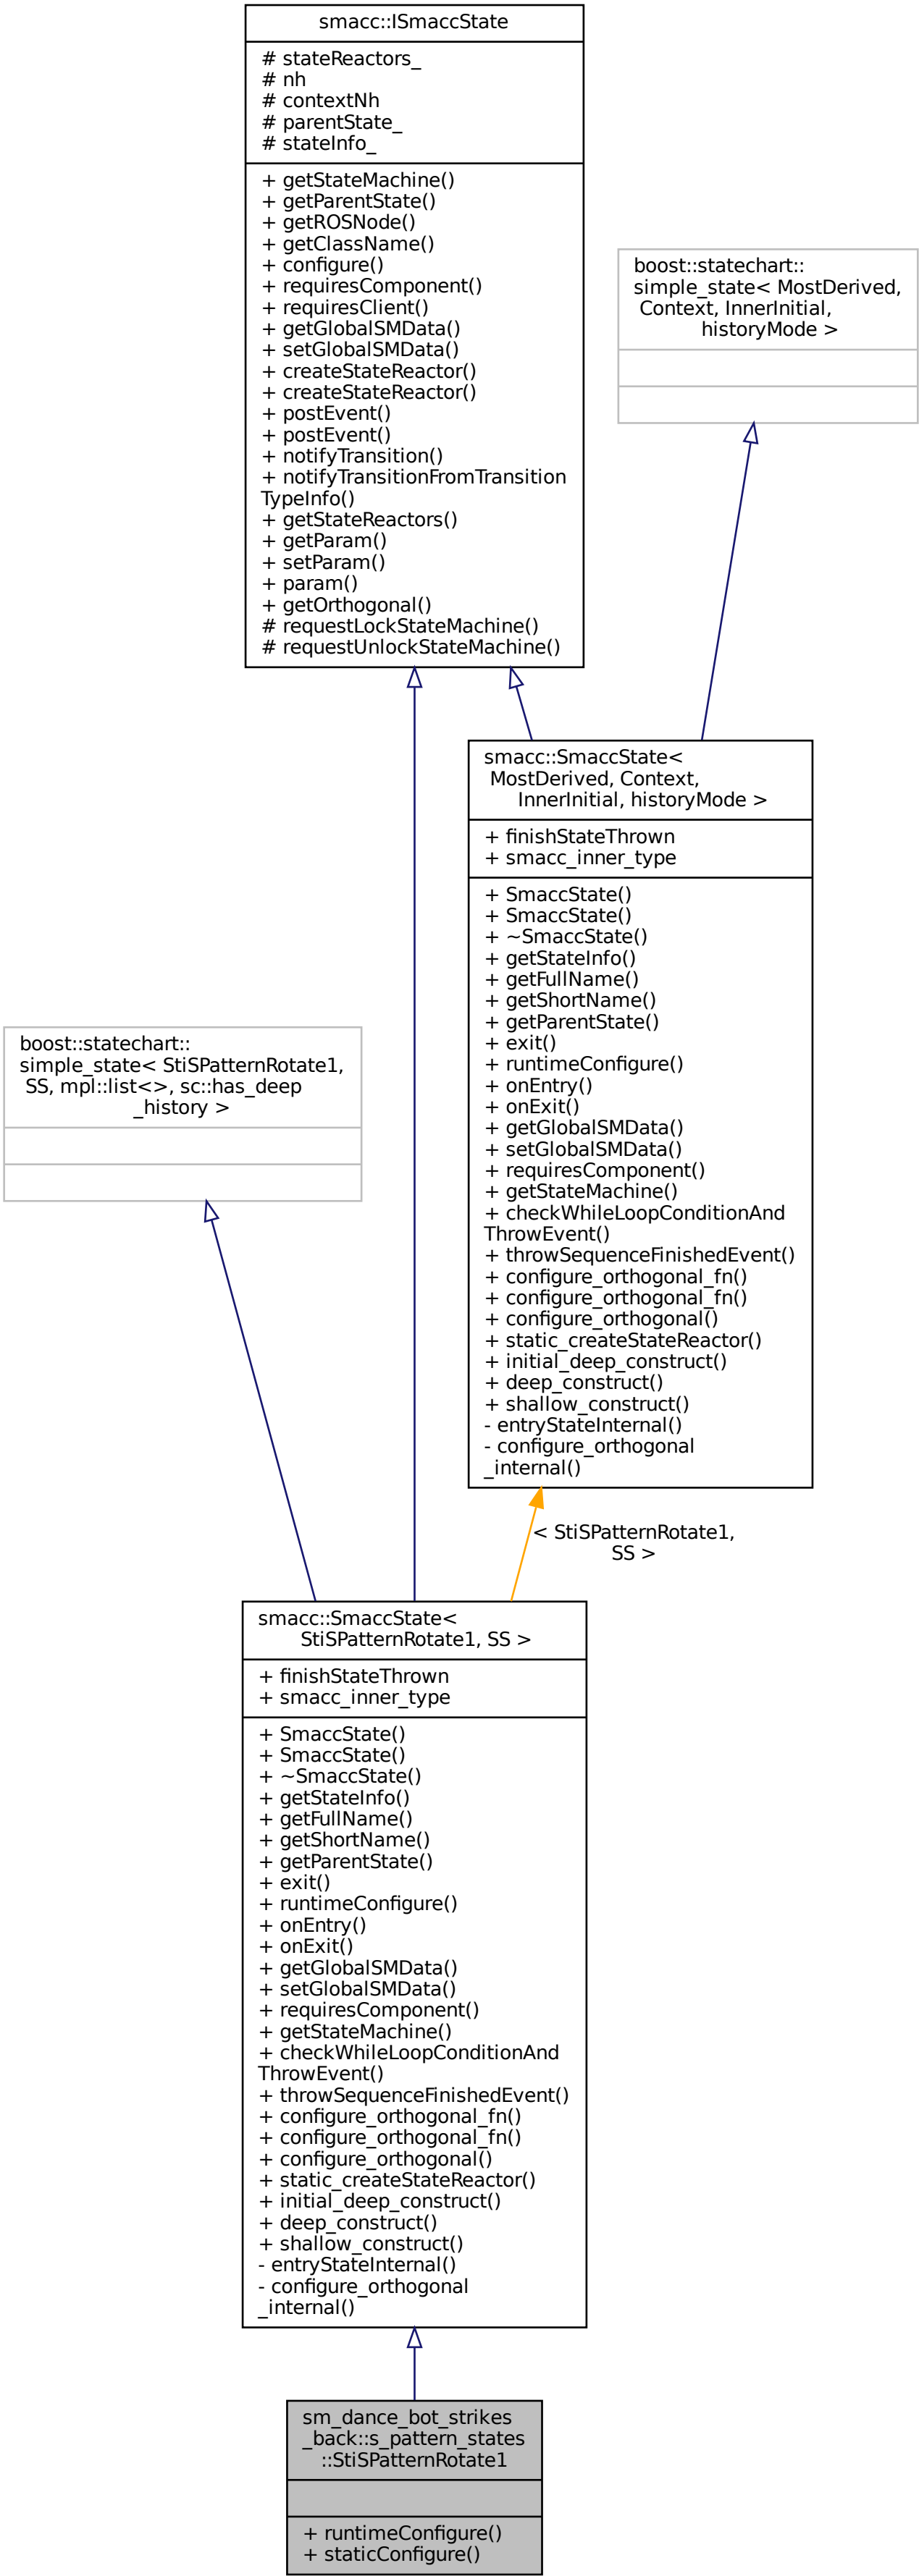 smacc::ISmaccState
# stateReactors_
# nh
# contextNh
# parentState_
# stateInfo_
+ getStateMachine()
+ getParentState()
+ getROSNode()
+ getClassName()
+ configure()
+ requiresComponent()
+ requiresClient()
+ getGlobalSMData()
+ setGlobalSMData()
+ createStateReactor()
+ createStateReactor()
+ postEvent()
+ postEvent()
+ notifyTransition()
+ notifyTransitionFromTransition
TypeInfo()
+ getStateReactors()
+ getParam()
+ setParam()
+ param()
+ getOrthogonal()
# requestLockStateMachine()
# requestUnlockStateMachine()
boost::statechart::
simple_state< MostDerived,
Context, InnerInitial,
historyMode >
smacc::SmaccState<
MostDerived, Context,
InnerInitial, historyMode >
+ finishStateThrown
+ smacc_inner_type
+ SmaccState()
+ SmaccState()
+ ~SmaccState()
+ getStateInfo()
+ getFullName()
+ getShortName()
+ getParentState()
+ exit()
+ runtimeConfigure()
+ onEntry()
+ onExit()
+ getGlobalSMData()
+ setGlobalSMData()
+ requiresComponent()
+ getStateMachine()
+ checkWhileLoopConditionAnd
ThrowEvent()
+ throwSequenceFinishedEvent()
+ configure_orthogonal_fn()
+ configure_orthogonal_fn()
+ configure_orthogonal()
+ static_createStateReactor()
+ initial_deep_construct()
+ deep_construct()
+ shallow_construct()
- entryStateInternal()
- configure_orthogonal
_internal()
boost::statechart::
simple_state< StiSPatternRotate1,
SS, mpl::list<>, sc::has_deep
_history >
< StiSPatternRotate1,
SS >
smacc::SmaccState<
StiSPatternRotate1, SS >
+ finishStateThrown
+ smacc_inner_type
+ SmaccState()
+ SmaccState()
+ ~SmaccState()
+ getStateInfo()
+ getFullName()
+ getShortName()
+ getParentState()
+ exit()
+ runtimeConfigure()
+ onEntry()
+ onExit()
+ getGlobalSMData()
+ setGlobalSMData()
+ requiresComponent()
+ getStateMachine()
+ checkWhileLoopConditionAnd
ThrowEvent()
+ throwSequenceFinishedEvent()
+ configure_orthogonal_fn()
+ configure_orthogonal_fn()
+ configure_orthogonal()
+ static_createStateReactor()
+ initial_deep_construct()
+ deep_construct()
+ shallow_construct()
- entryStateInternal()
- configure_orthogonal
_internal()
sm_dance_bot_strikes
_back::s_pattern_states
::StiSPatternRotate1
+ runtimeConfigure()
+ staticConfigure()